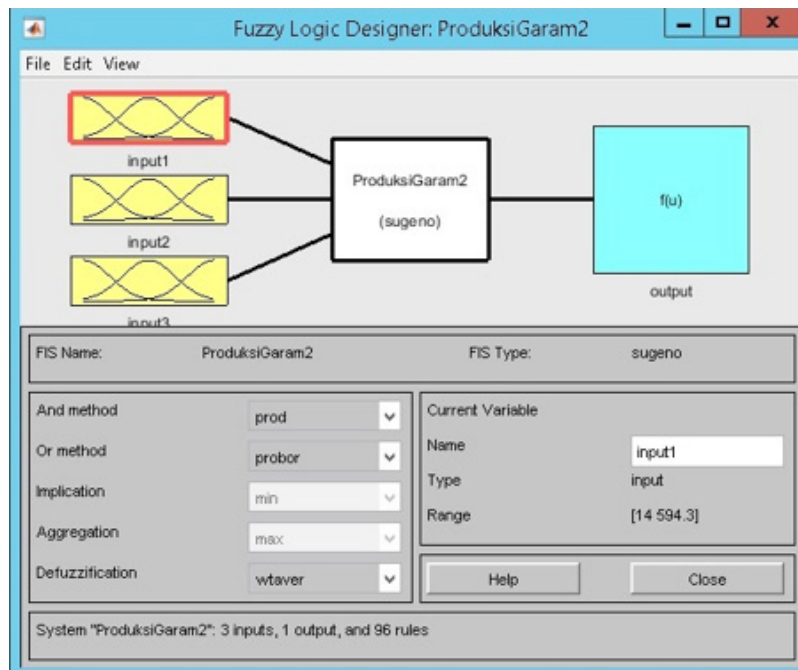 Fuzzy Logic Designer: ProduksiGaram2
File Edit View
input1
input2
input3
ProduksiGaram2
(sugeno)
f(u)
output
FIS Name: ProduksiGaram2 FIS Type: sugeno
And method prod
Or method probor
Implication min
Aggregation max
Defuzzification wtaver
Current Variable
Name input1
Type input
Range [14 594.3]
Help Close
System "ProduksiGaram2": 3 inputs, 1 output, and 96 rules